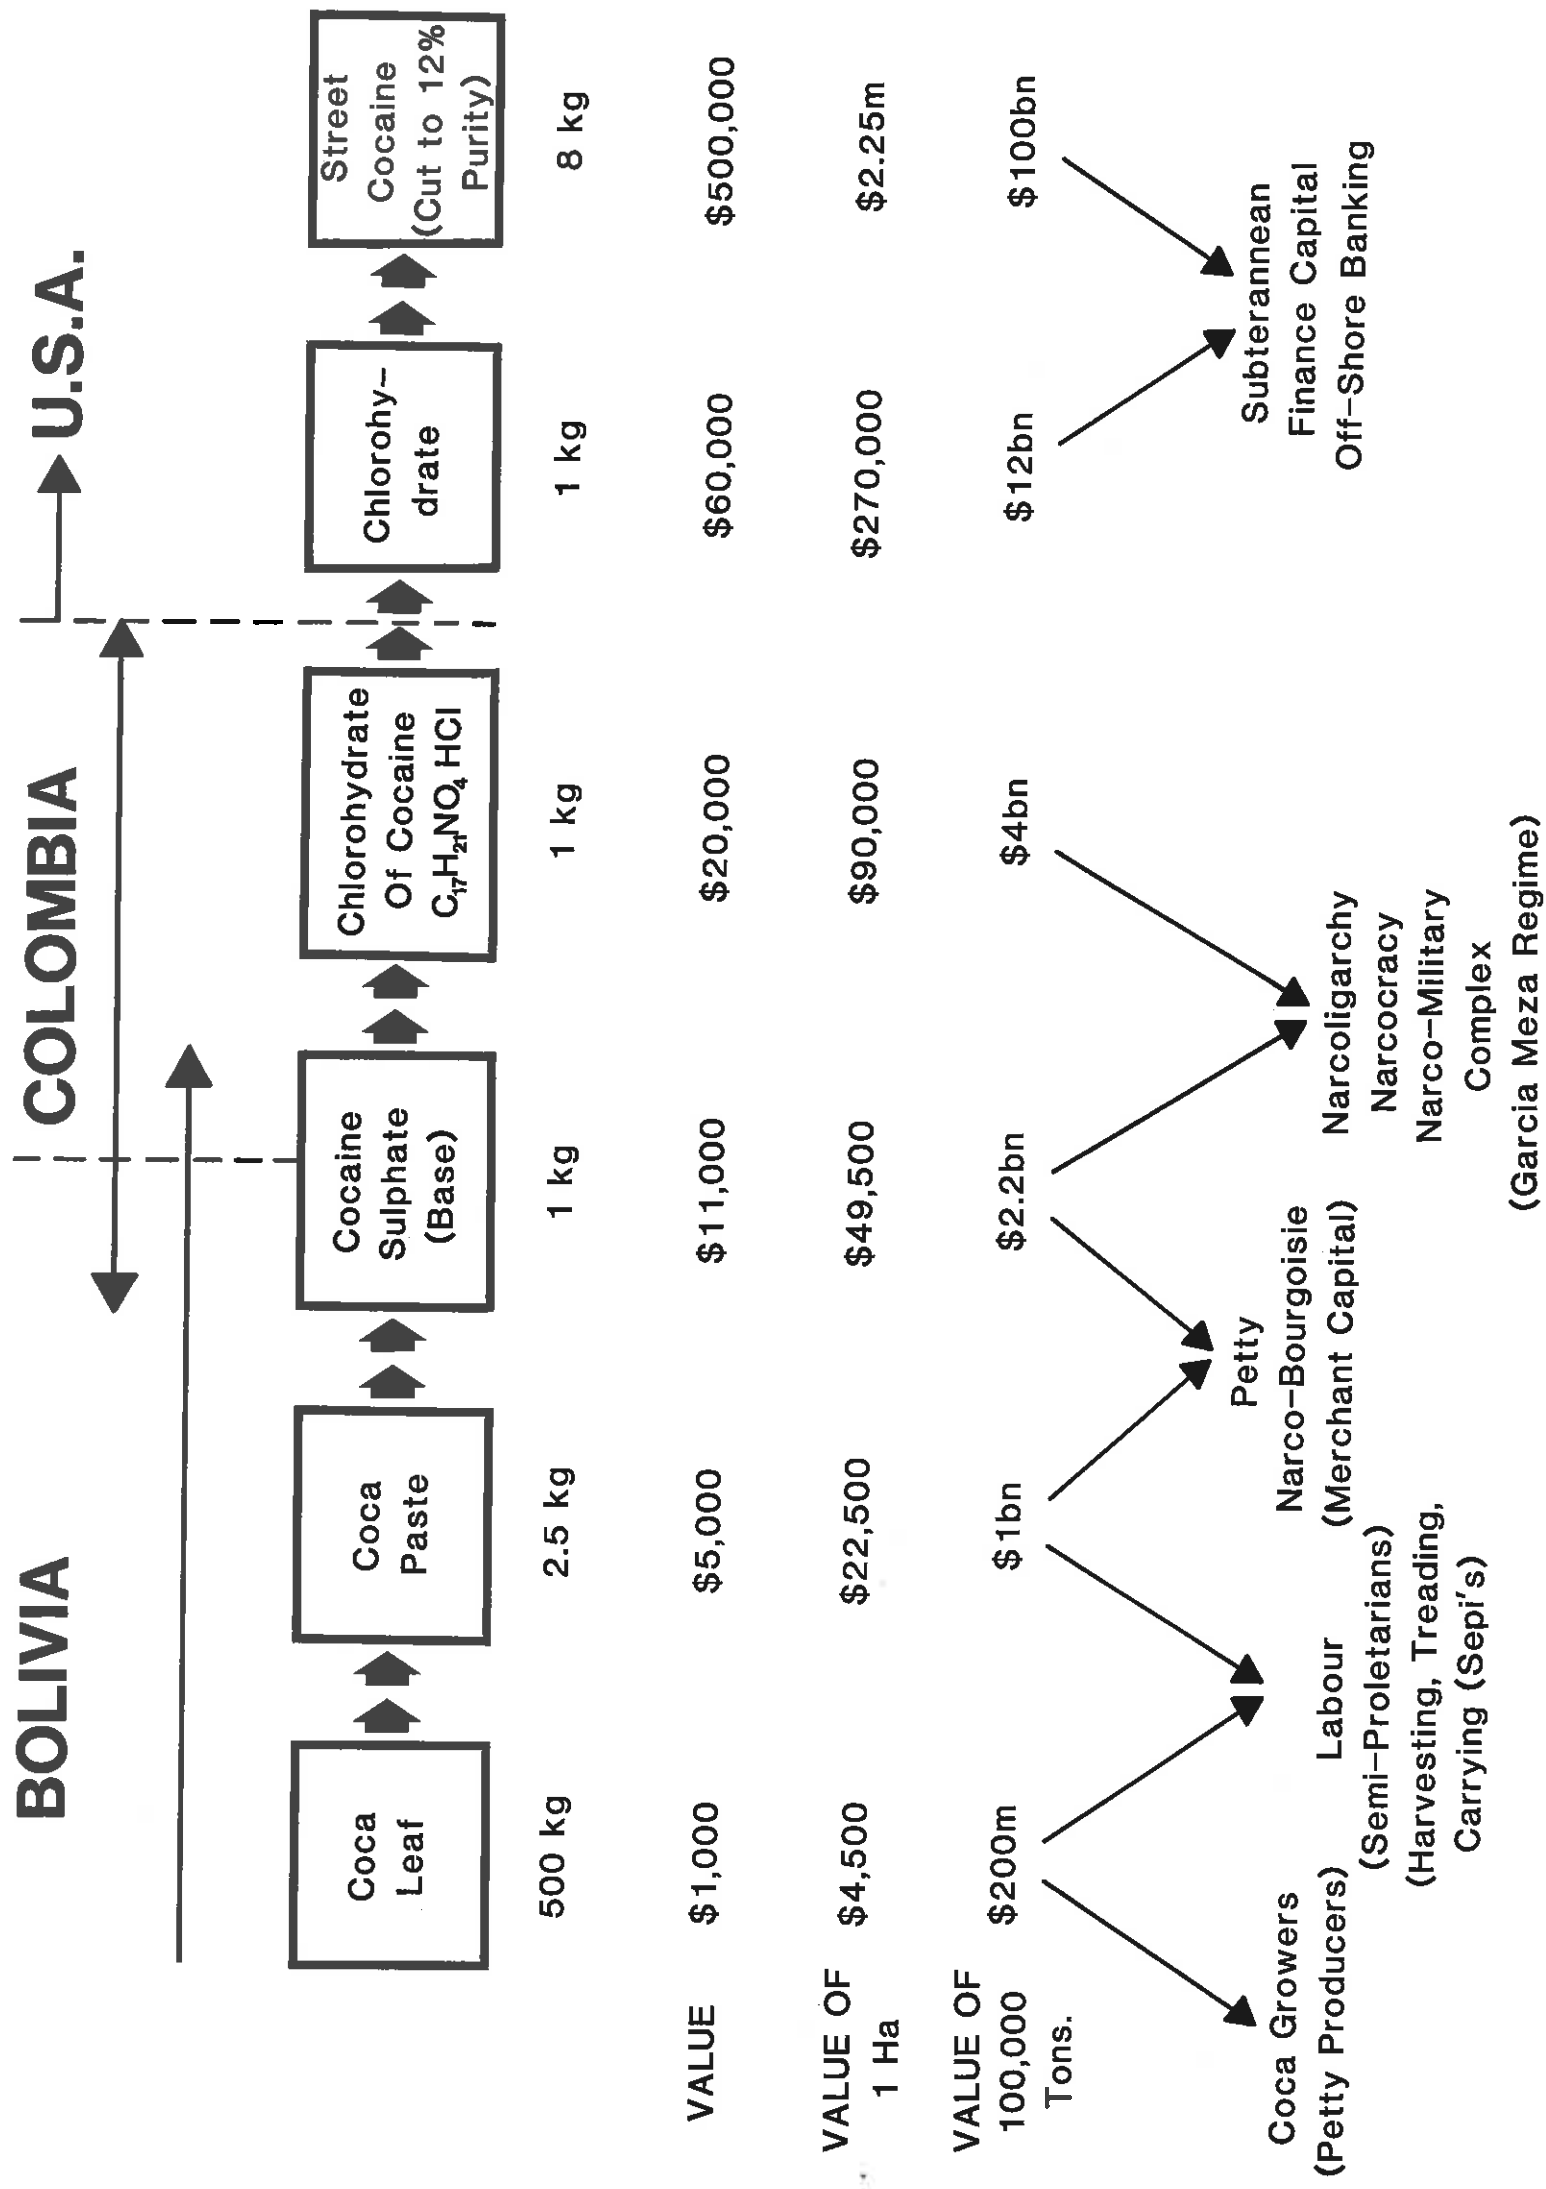 BOLIVIA
COLOMBIA
U.S.A.
Coca
Leaf
Coca
Paste
Cocaine
Sulphate
(Base)
Chlorohydrate
Of Cocaine
C₁₇H₂₁NO₄ HCl
Chlorohy-
drate
Street
Cocaine
(Cut to 12%
Purity)
500 kg
2.5 kg
1 kg
1 kg
1 kg
8 kg
VALUE
$1,000
$5,000
$11,000
$20,000
$60,000
$500,000
VALUE OF
1 Ha
$4,500
$22,500
$49,500
$90,000
$270,000
$2.25m
VALUE OF
100,000
Tons.
$200m
$1bn
$2.2bn
$4bn
$12bn
$100bn
Coca Growers
(Petty Producers)
Labour
(Semi-Proletarians)
(Harvesting, Treading,
Carrying (Sepi's)
Petty
Narco-Bourgoisie
(Merchant Capital)
Narcoligarchy
Narcocracy
Narco-Military
Complex
(Garcia Meza Regime)
Subterannean
Finance Capital
Off-Shore Banking